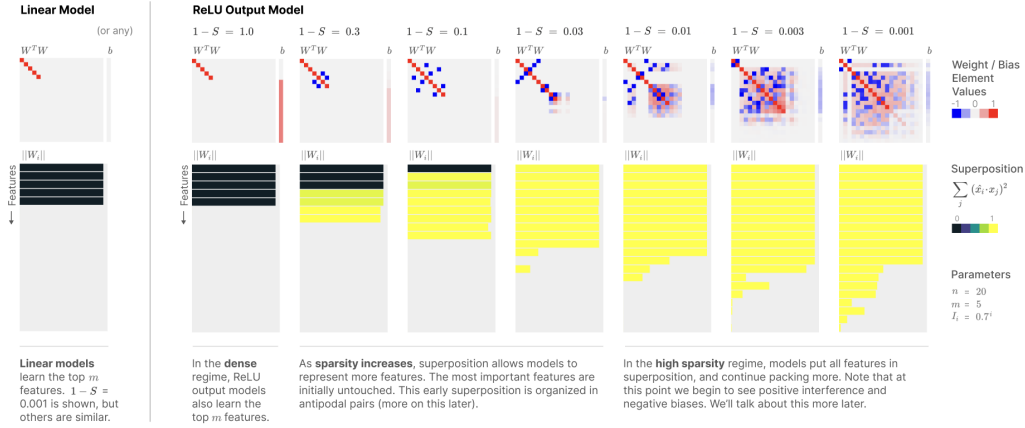 Linear Model
(or any)
W^T W
b
||W_i||
Features
Linear models
learn the top m
features. 1 − S =
0.001 is shown, but
others are similar.
ReLU Output Model
1 − S = 1.0
1 − S = 0.3
1 − S = 0.1
1 − S = 0.03
1 − S = 0.01
1 − S = 0.003
1 − S = 0.001
W^T W
b
W^T W
b
W^T W
b
W^T W
b
W^T W
b
W^T W
b
W^T W
b
||W_i||
||W_i||
||W_i||
||W_i||
||W_i||
||W_i||
||W_i||
Features
In the dense
regime, ReLU
output models
also learn the
top m features.
As sparsity increases, superposition allows models to
represent more features. The most important features are
initially untouched. This early superposition is organized in
antipodal pairs (more on this later).
In the high sparsity regime, models put all features in
superposition, and continue packing more. Note that at
this point we begin to see positive interference and
negative biases. We'll talk about this more later.
Weight / Bias
Element
Values
-1 0 1
Superposition
∑_j (x̂_i·x_j)^2
0 1
Parameters
n = 20
m = 5
I_i = 0.7^i